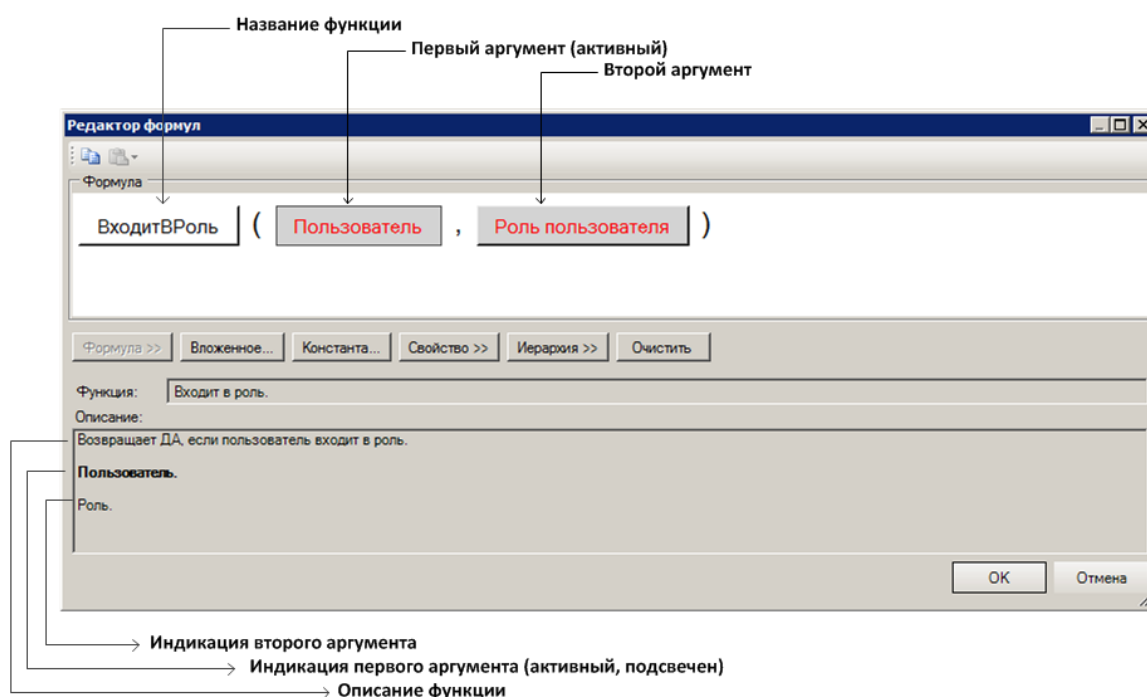 Название функции
Первый аргумент (активный)
Второй аргумент
Редактор формул
Формула
ВходитВРоль ( Пользователь , Роль пользователя )
Формула >> Вложенное... Константа... Свойство >> Иерархия >> Очистить
Функция: Входит в роль.
Описание:
Возвращает ДА, если пользователь входит в роль.
Пользователь.
Роль.
OK Отмена
Индикация второго аргумента
Индикация первого аргумента (активный, подсвечен)
Описание функции